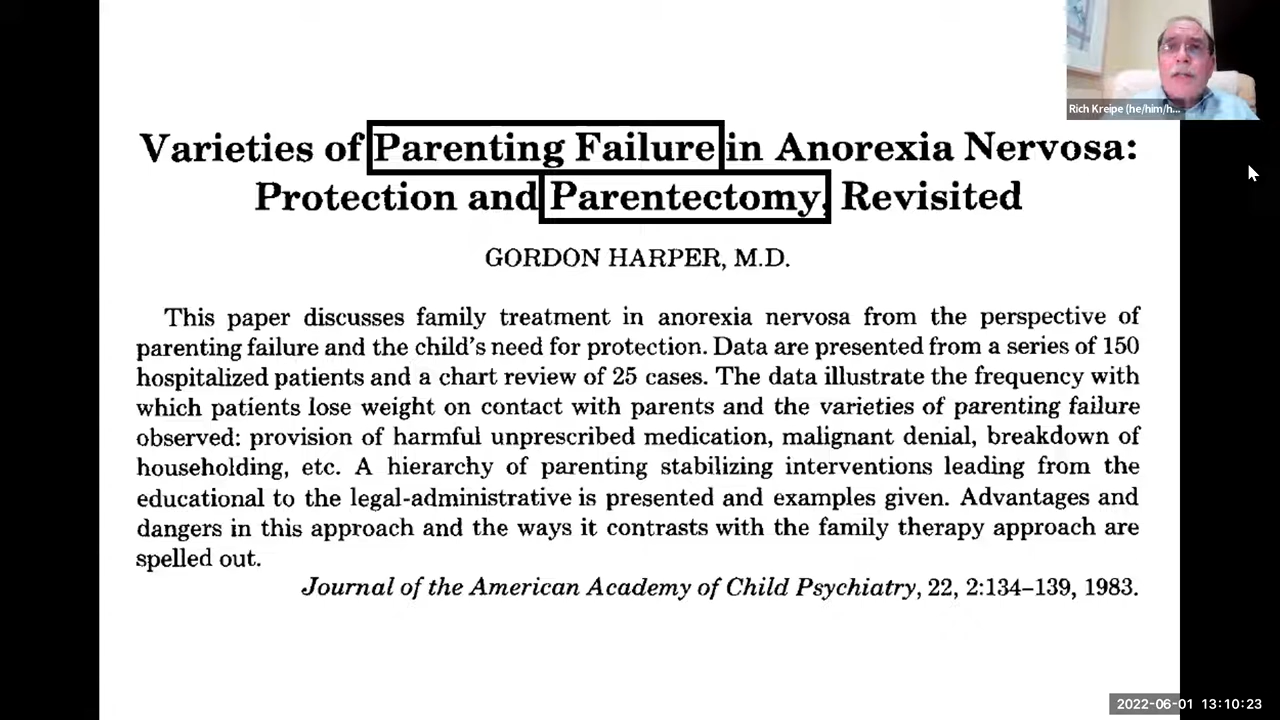 Rich Kreipe (he/him/h...
Varieties of Parenting Failure in Anorexia Nervosa:
Protection and Parentectomy, Revisited
GORDON HARPER, M.D.
This paper discusses family treatment in anorexia nervosa from the perspective of
parenting failure and the child's need for protection. Data are presented from a series of 150
hospitalized patients and a chart review of 25 cases. The data illustrate the frequency with
which patients lose weight on contact with parents and the varieties of parenting failure
observed: provision of harmful unprescribed medication, malignant denial, breakdown of
householding, etc. A hierarchy of parenting stabilizing interventions leading from the
educational to the legal-administrative is presented and examples given. Advantages and
dangers in this approach and the ways it contrasts with the family therapy approach are
spelled out.
Journal of the American Academy of Child Psychiatry, 22, 2:134–139, 1983.
2022-06-01 13:10:23